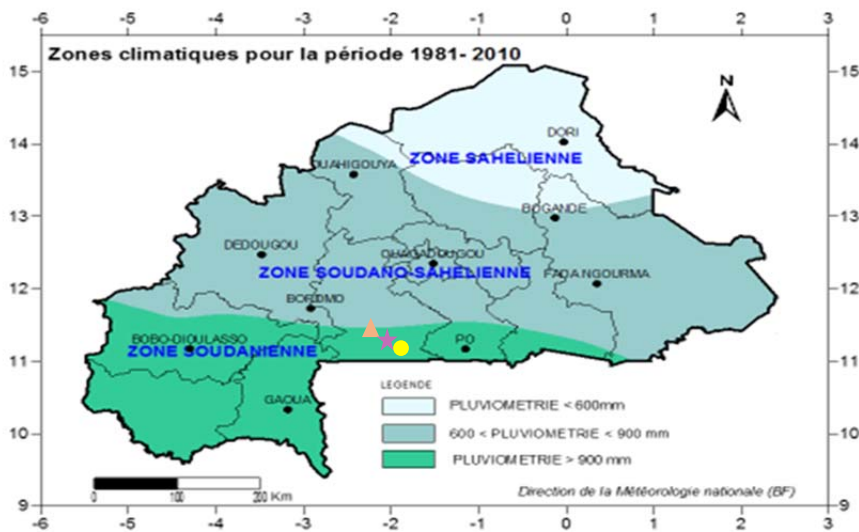 -6 -5 -4 -3 -2 -1 -0 1 2 3
Zones climatiques pour la période 1981- 2010
15
15
N
DORI
14
14
ZONE SAHELIENNE
OUAHIGOUYA
13
13
BOGANDE
DEDOUGOU
OUAGADOUGOU
ZONE SOUDANO-SAHELIENNE
FADA NGOURMA
12
12
BOROMO
BOBO-DIOULASSO
PO
ZONE SOUDANIENNE
11
11
LEGENDE
GAOUA
PLUVIOMETRIE < 600mm
10
10
600 < PLUVIOMETRIE < 900 mm
PLUVIOMETRIE > 900 mm
0 100 200 Km
Direction de la Météorologie nationale (BF)
9
9
-6 -5 -4 -3 -2 -1 -0 1 2 3